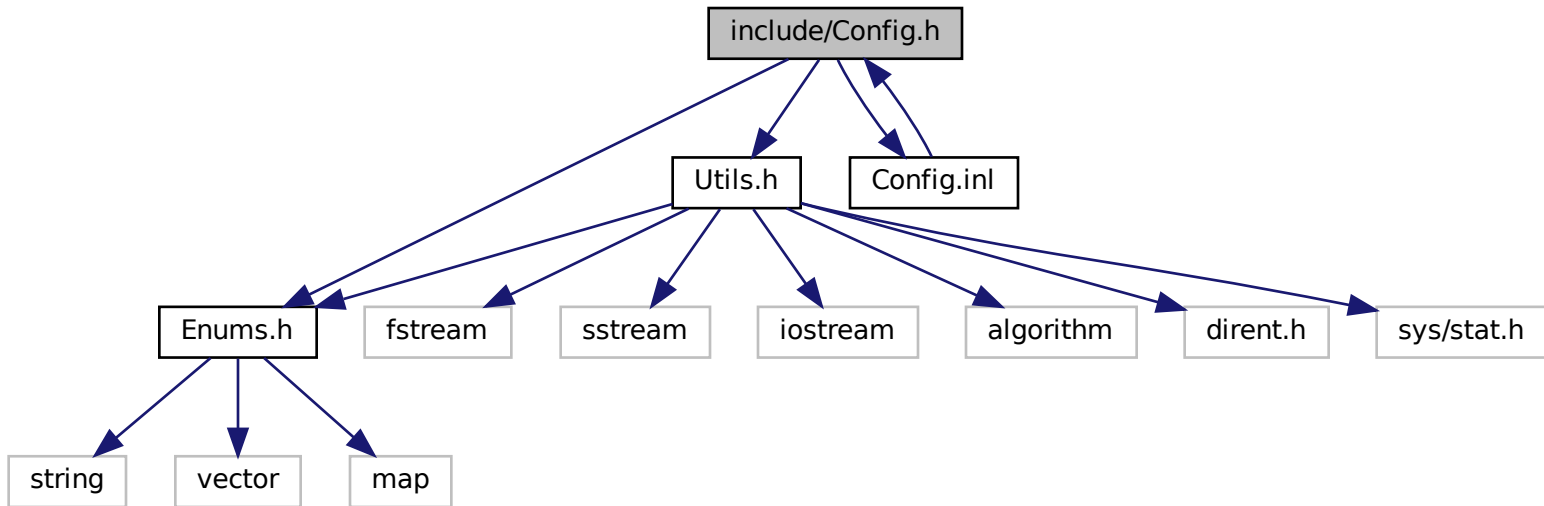 include/Config.h
Utils.h
Config.inl
Enums.h
fstream
sstream
iostream
algorithm
dirent.h
sys/stat.h
string
vector
map